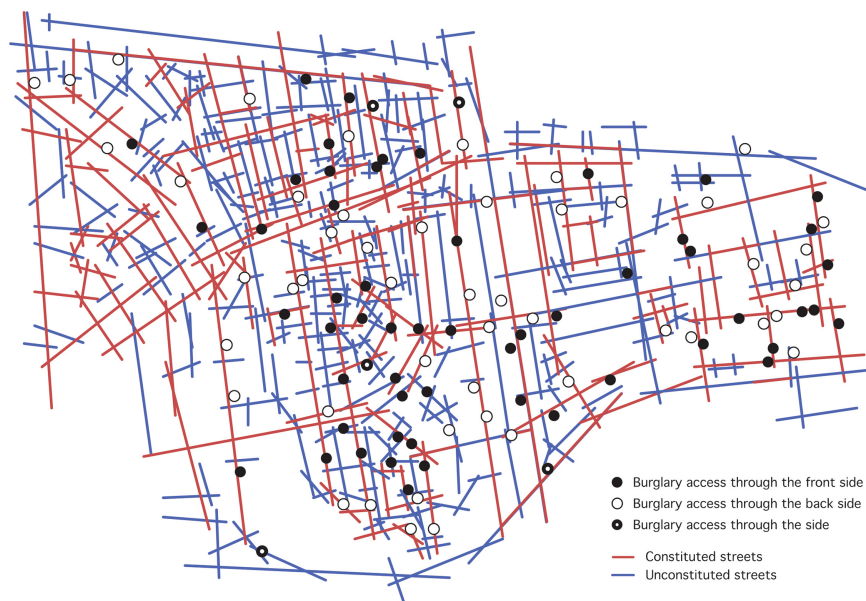 Burglary access through the front side
Burglary access through the back side
Burglary access through the side
Constituted streets
Unconstituted streets